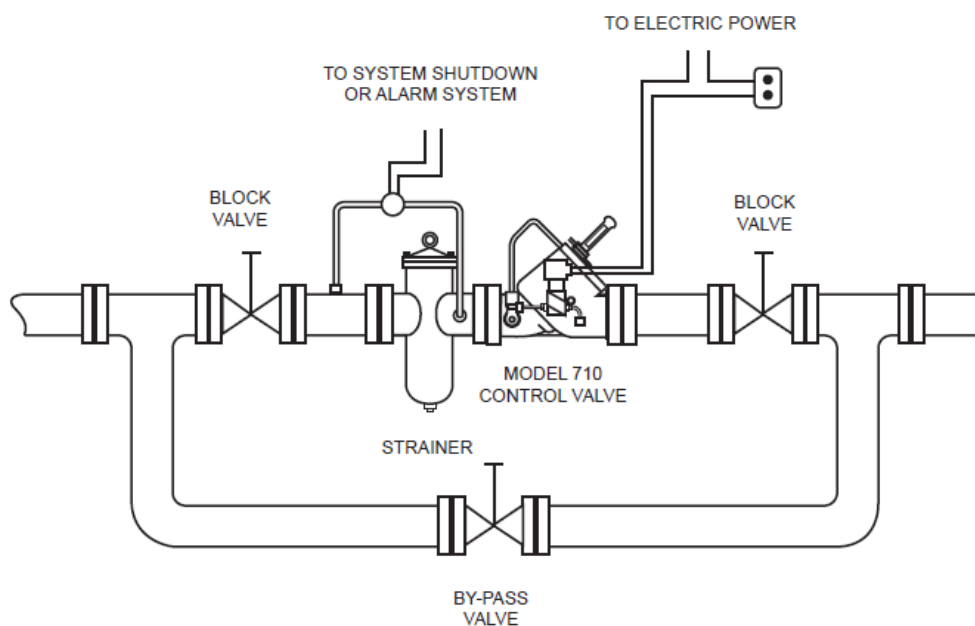 TO ELECTRIC POWER
TO SYSTEM SHUTDOWN
OR ALARM SYSTEM
BLOCK
VALVE
BLOCK
VALVE
MODEL 710
CONTROL VALVE
STRAINER
BY-PASS
VALVE